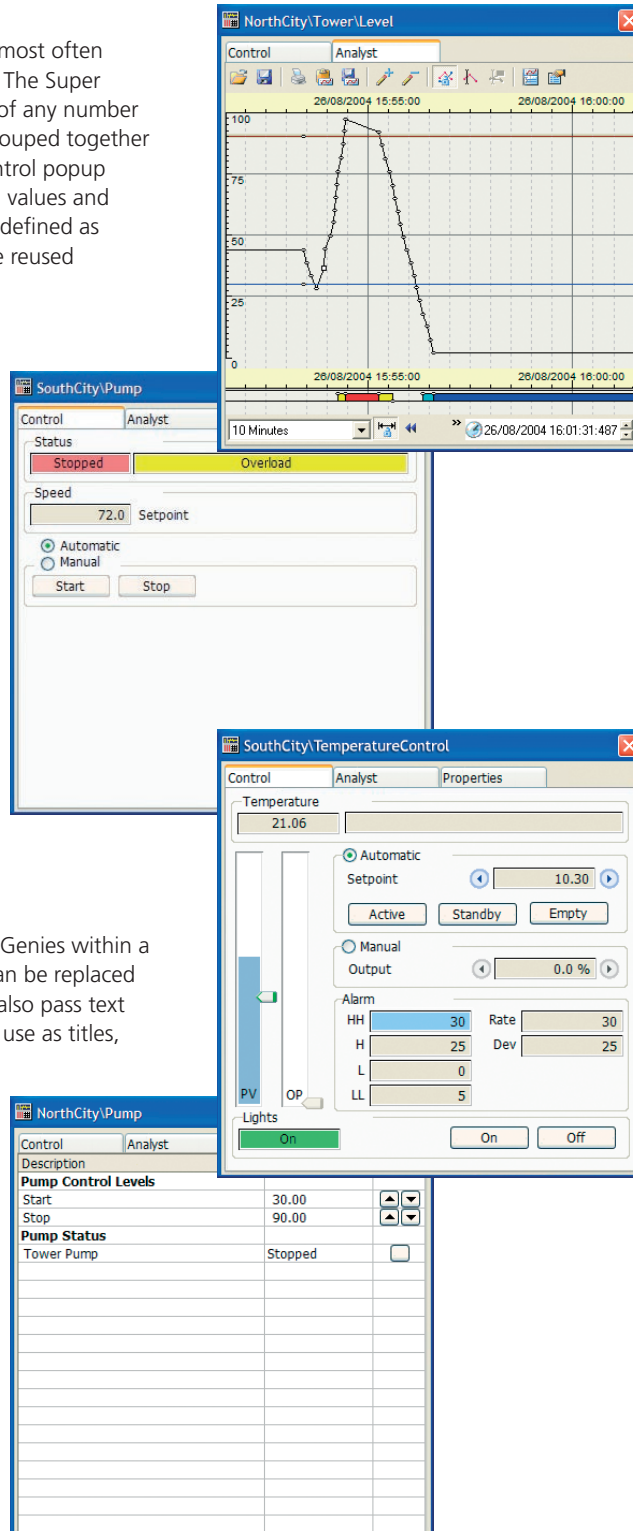 most often
The Super
of any number
ouped together
ntrol popup
values and
defined as
e reused
NorthCity\Tower\Level
Control Analyst
26/08/2004 15:55:00 26/08/2004 16:00:00
100
75
50
25
0
26/08/2004 15:55:00 26/08/2004 16:00:00
10 Minutes 26/08/2004 16:01:31:487
SouthCity\Pump
Control Analyst
Status
Stopped Overload
Speed
72.0 Setpoint
Automatic
Manual
Start Stop
SouthCity\TemperatureControl
Control Analyst Properties
Temperature
21.06
Automatic
Setpoint 10.30
Active Standby Empty
Manual
Output 0.0 %
Alarm
HH 30 Rate 30
H 25 Dev 25
L 0
LL 5
PV OP
Lights
On On Off
Genies within a
an be replaced
also pass text
use as titles,
NorthCity\Pump
Control Analyst
Description
Pump Control Levels
Start 30.00
Stop 90.00
Pump Status
Tower Pump Stopped